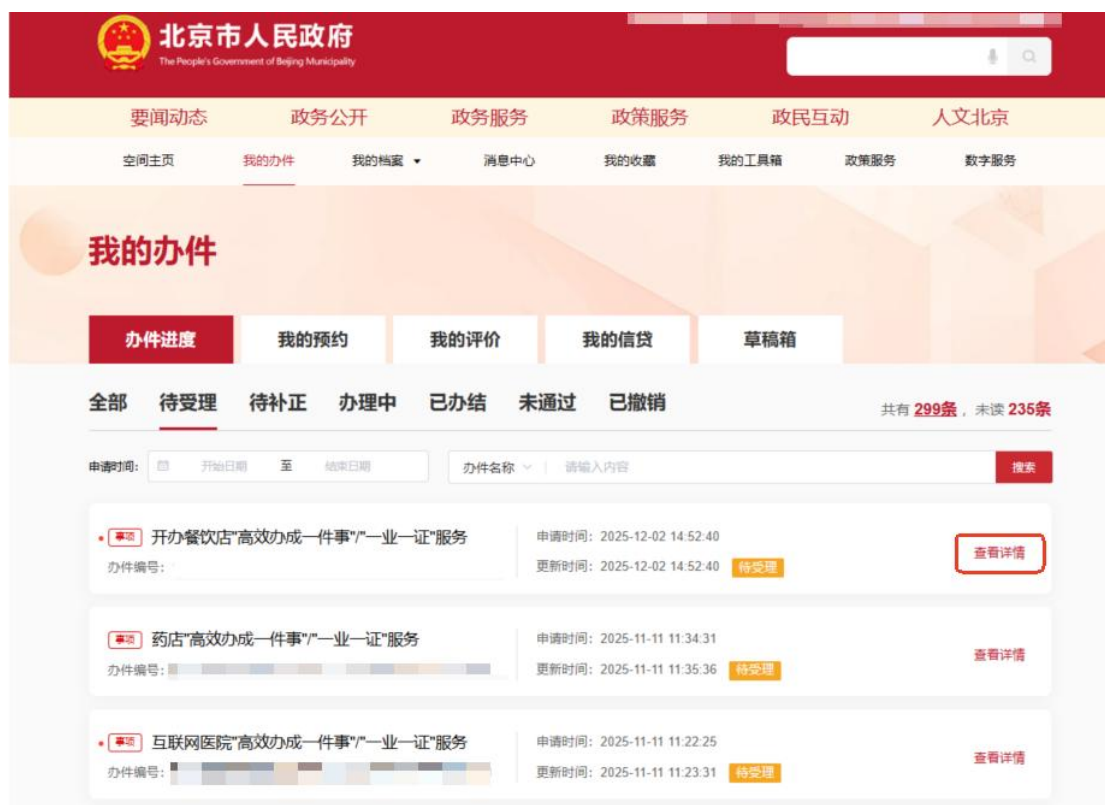 北京市人民政府
The People's Government of Beijing Municipality
要闻动态 政务公开 政务服务 政策服务 政民互动 人文北京
空间主页 我的办件 我的档案 消息中心 我的收藏 我的工具箱 政策服务 数字服务
我的办件
办件进度 我的预约 我的评价 我的信贷 草稿箱
全部 待受理 待补正 办理中 已办结 未通过 已撤销 共有 299条 , 未读 235条
申请时间: 开始日期 至 结束日期 办件名称 请输入内容 搜索
事项 开办餐饮店"高效办成一件事"/"一业一证"服务 申请时间: 2025-12-02 14:52:40
办件编号: 更新时间: 2025-12-02 14:52:40 待受理 查看详情
事项 药店"高效办成一件事"/"一业一证"服务 申请时间: 2025-11-11 11:34:31
办件编号: 更新时间: 2025-11-11 11:35:36 待受理 查看详情
事项 互联网医院"高效办成一件事"/"一业一证"服务 申请时间: 2025-11-11 11:22:25
办件编号: 更新时间: 2025-11-11 11:23:31 待受理 查看详情